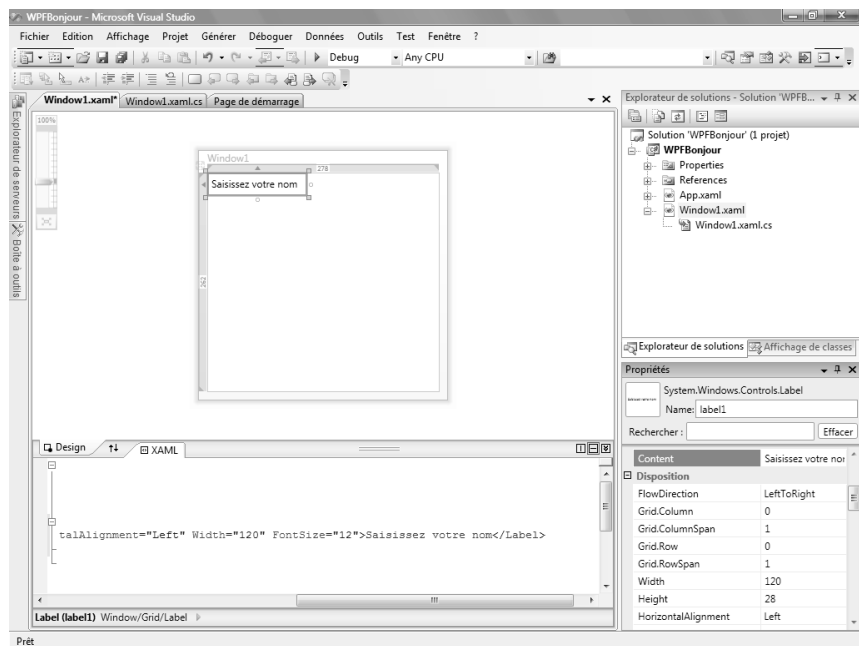 WPFBonjour - Microsoft Visual Studio
Fichier Edition Affichage Projet Générer Déboguer Données Outils Test Fenêtre ?
Debug Any CPU
Window1.xaml* Window1.xaml.cs Page de démarrage
Explorateur de serveurs
Boîte à outils
100%
Window1
278
Saisissez votre nom
262
Design XAML
talAlignment="Left" Width="120" FontSize="12">Saisissez votre nom</Label>
Label (label1) Window/Grid/Label
Explorateur de solutions - Solution 'WPFB...
Solution 'WPFBonjour' (1 projet)
WPFBonjour
Properties
References
App.xaml
Window1.xaml
Window1.xaml.cs
Explorateur de solutions Affichage de classes
Propriétés
System.Windows.Controls.Label
Name: label1
Rechercher : Effacer
Content Saisissez votre nor
Disposition
FlowDirection LeftToRight
Grid.Column 0
Grid.ColumnSpan 1
Grid.Row 0
Grid.RowSpan 1
Width 120
Height 28
HorizontalAlignment Left
Prêt